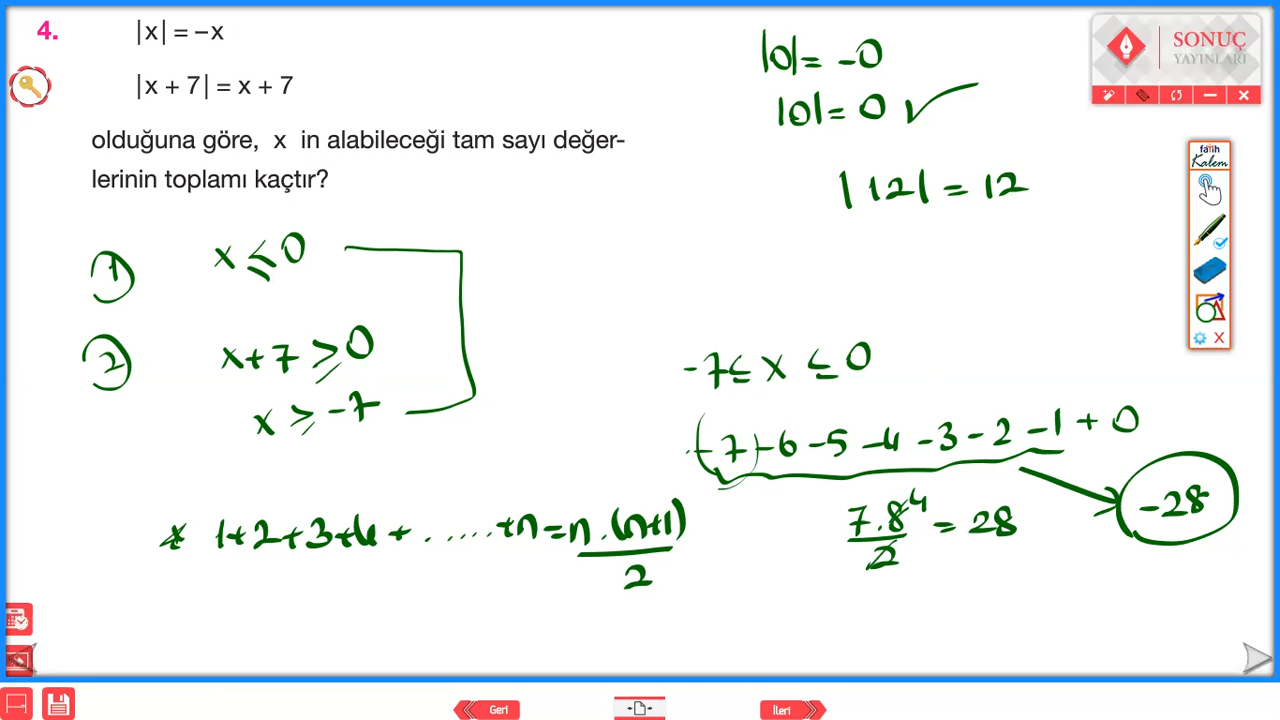 4.
|x| = –x
|x + 7| = x + 7
olduğuna göre, x in alabileceği tam sayı değer-
lerinin toplamı kaçtır?
|0| = -0
|0| = 0 ✓
|12| = 12
SONUÇ
YAYINLARI
fatih
Kalem
1 x ≤ 0
2 x+7 ≥ 0
x ≥ -7
-7 ≤ x ≤ 0
(-7)-6-5-4-3-2-1+0
-28
7.8 4
/2 = 28
* 1+2+3+4+......+n = n.(n+1)
2
Geri
İleri